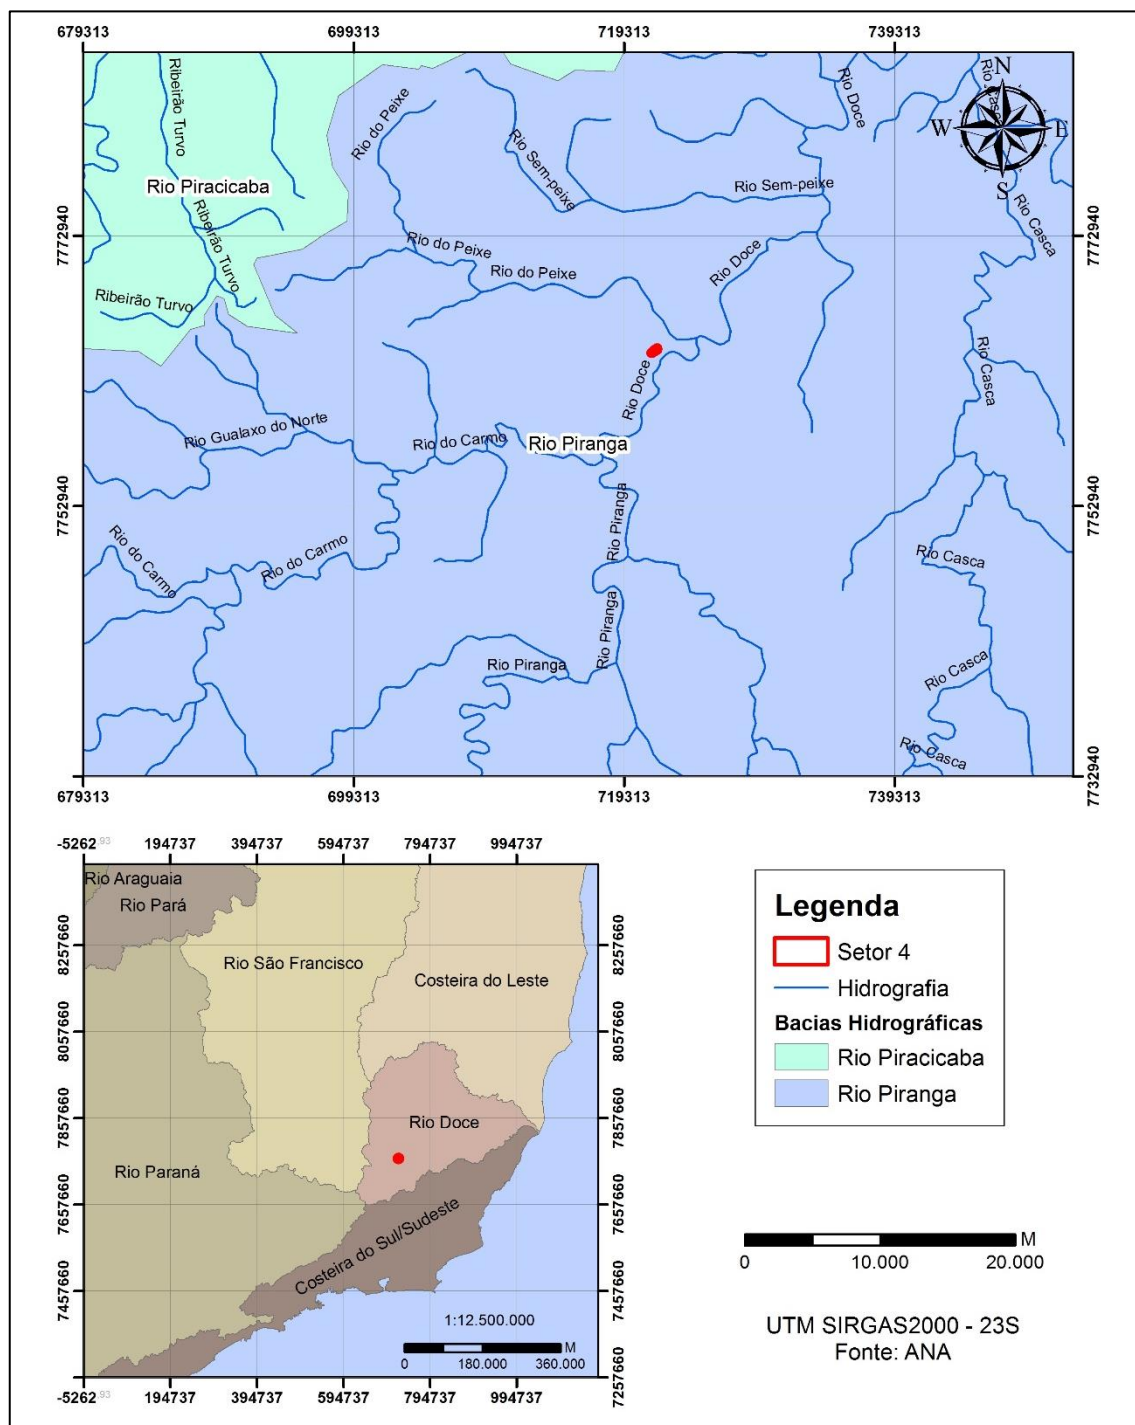 679313
699313
719313
739313
N
W
E
S
Ribeirão Turvo
Rio do Peixe
Rio Doce
Rio Casca
Rio Piracicaba
Rio Sem-peixe
Rio Sem-peixe
Ribeirão Turvo
Rio Casca
7772940
7772940
Rio do Peixe
Rio do Peixe
Rio Doce
Ribeirão Turvo
Rio Doce
Rio Casca
Rio Gualaxo do Norte
Rio do Carmo
Rio Piranga
7752940
7752940
Rio Piranga
Rio do Carmo
Rio do Carmo
Rio Casca
Rio Piranga
Rio Piranga
Rio Casca
Rio Casca
7732940
7732940
679313
699313
719313
739313
-5262,93
194737
394737
594737
794737
994737
Rio Araguaia
Rio Pará
Rio São Francisco
Costeira do Leste
Rio Doce
Rio Paraná
Costeira do Sul/Sudeste
8257660
8257660
8057660
8057660
7857660
7857660
7657660
7657660
7457660
7457660
7257660
7257660
1:12.500.000
M
0
180.000
360.000
-5262,93
194737
394737
594737
794737
994737
Legenda
Setor 4
Hidrografia
Bacias Hidrográficas
Rio Piracicaba
Rio Piranga
M
0
10.000
20.000
UTM SIRGAS2000 - 23S
Fonte: ANA